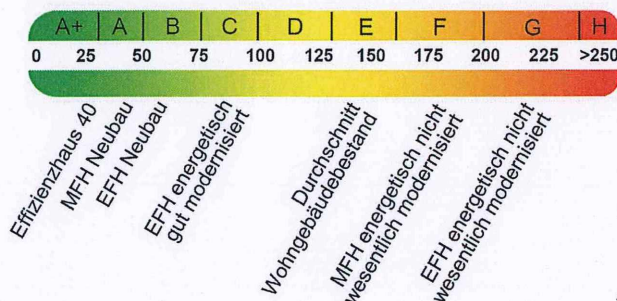 A+ A B C D E F G H
0 25 50 75 100 125 150 175 200 225 >250
Effizienzhaus 40
MFH Neubau
EFH Neubau
EFH energetisch
gut modernisiert
Durchschnitt
Wohngebäudebestand
MFH energetisch nicht
wesentlich modernisiert
EFH energetisch nicht
wesentlich modernisiert